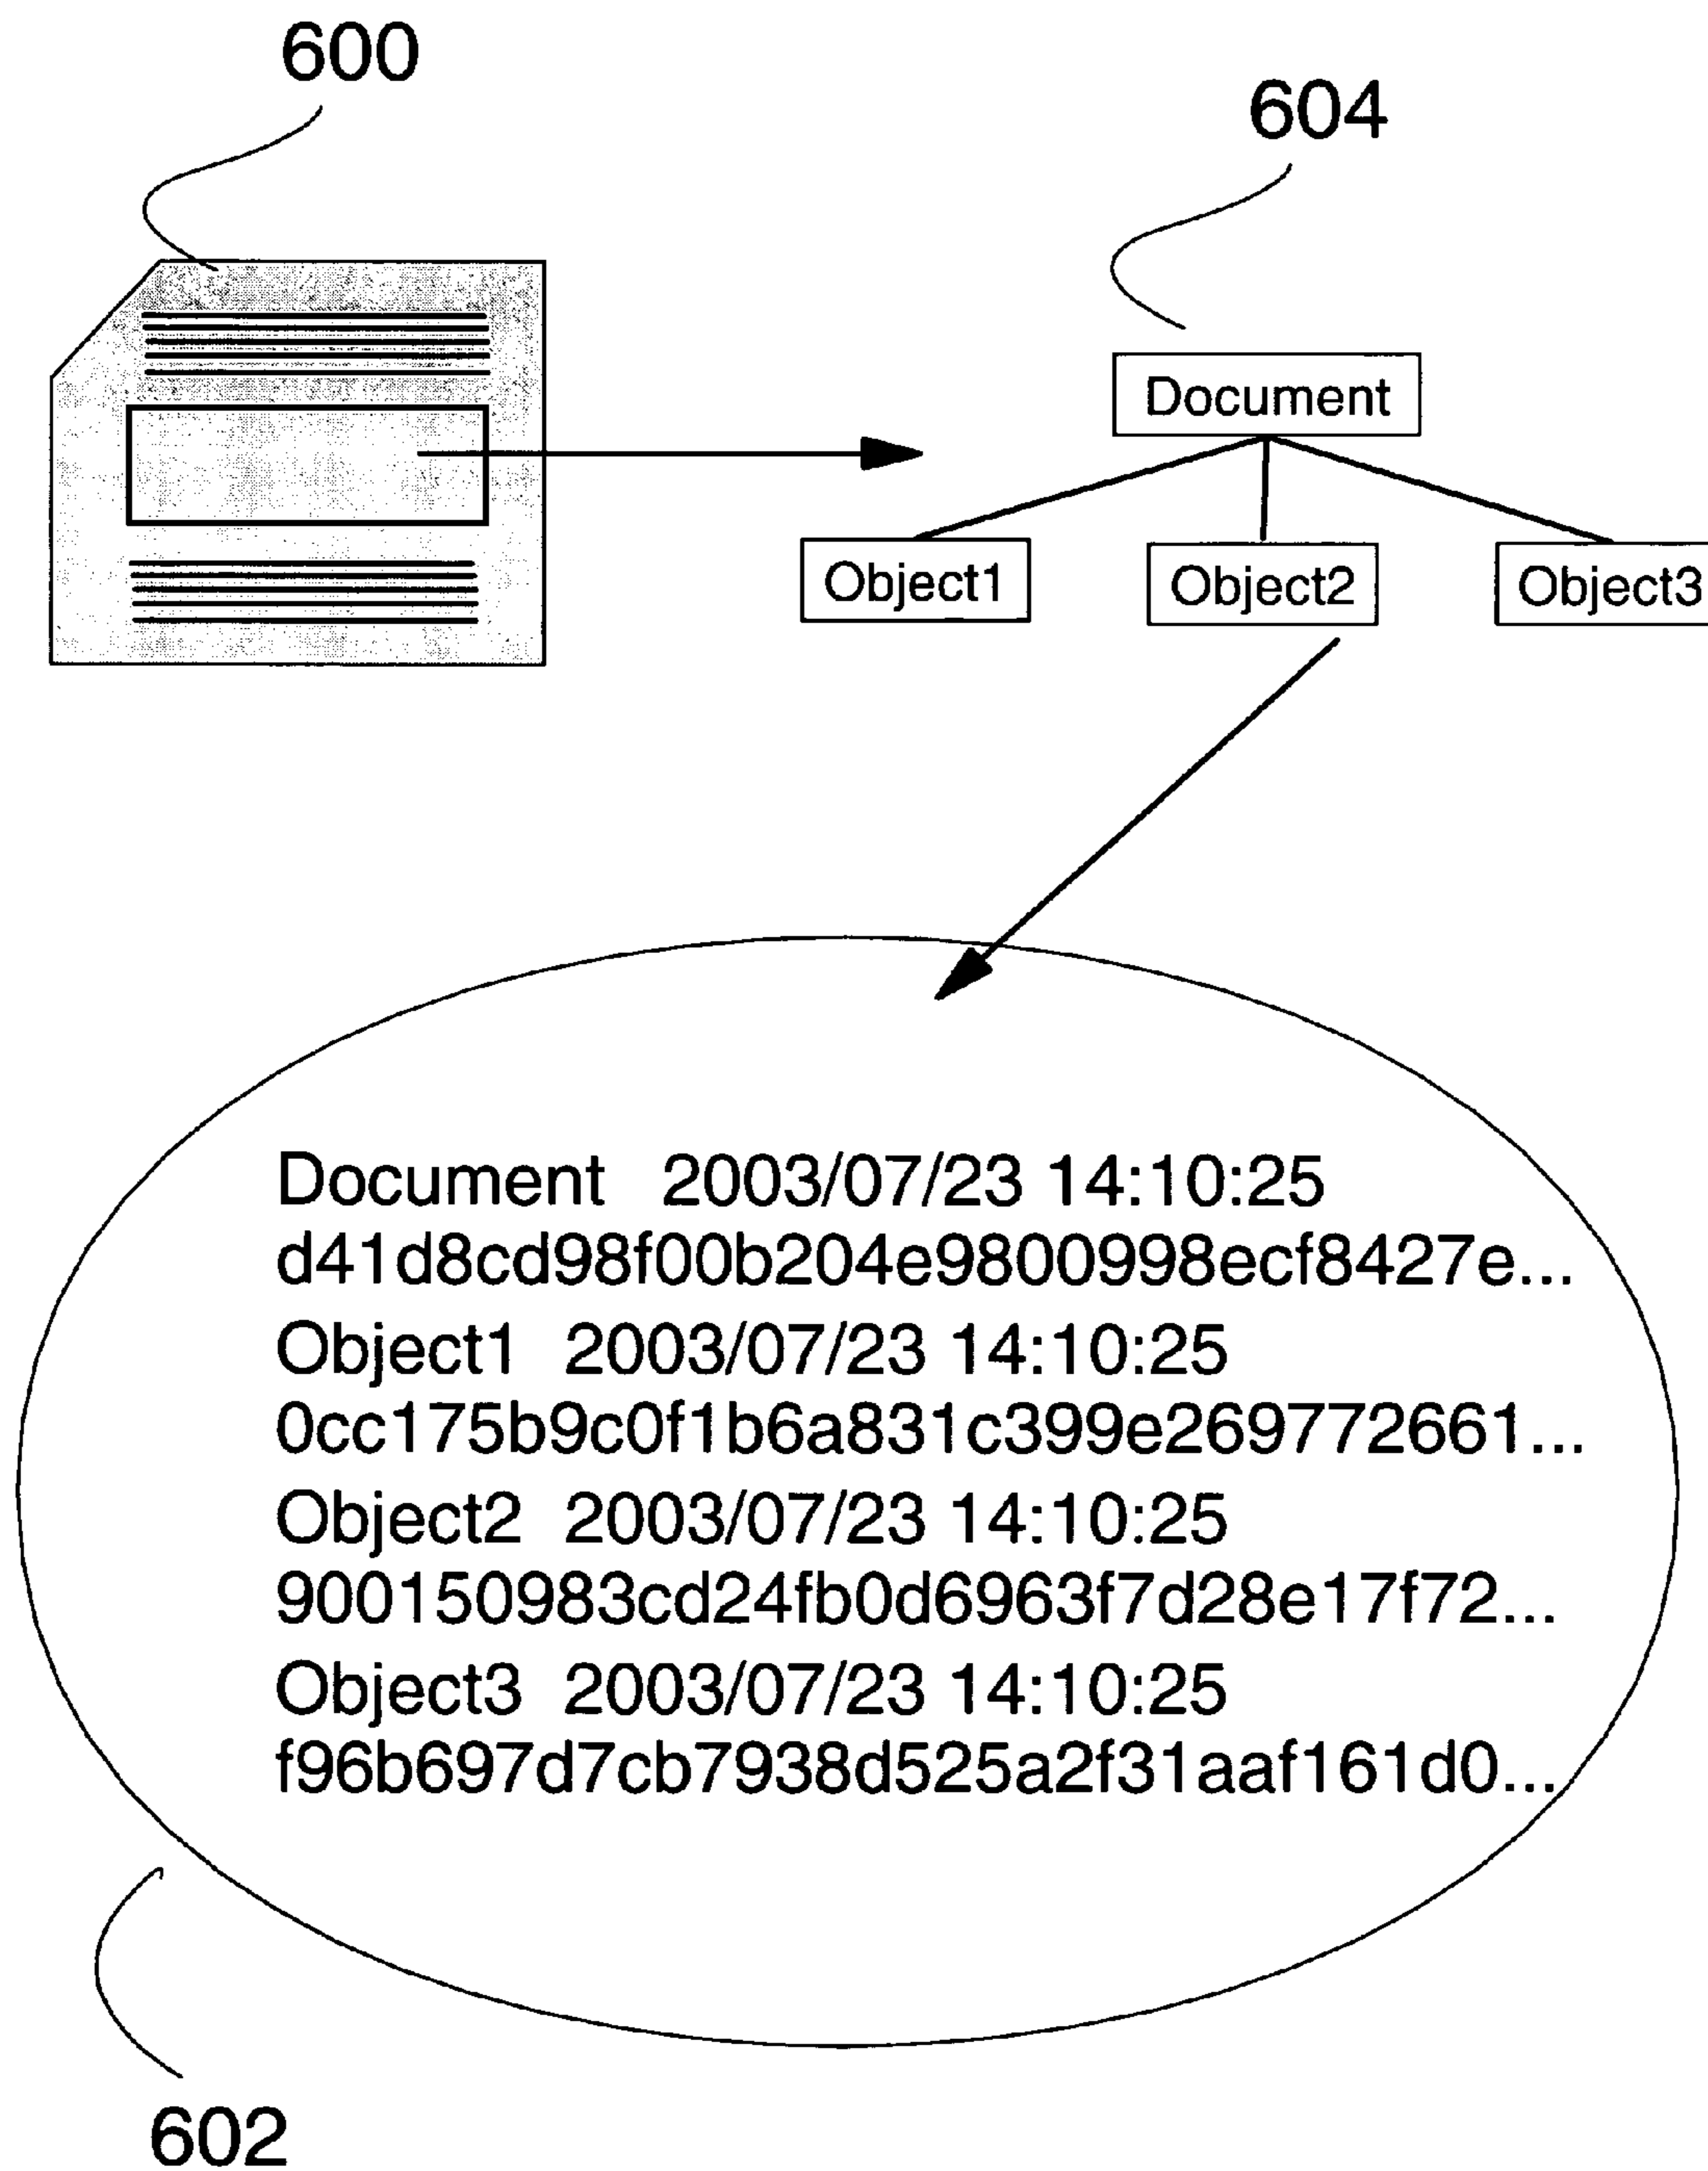 600
604
Document
Object1 Object2 Object3
Document 2003/07/23 14:10:25
d41d8cd98f00b204e9800998ecf8427e...
Object1 2003/07/23 14:10:25
0cc175b9c0f1b6a831c399e269772661...
Object2 2003/07/23 14:10:25
900150983cd24fb0d6963f7d28e17f72...
Object3 2003/07/23 14:10:25
f96b697d7cb7938d525a2f31aaf161d0...
602